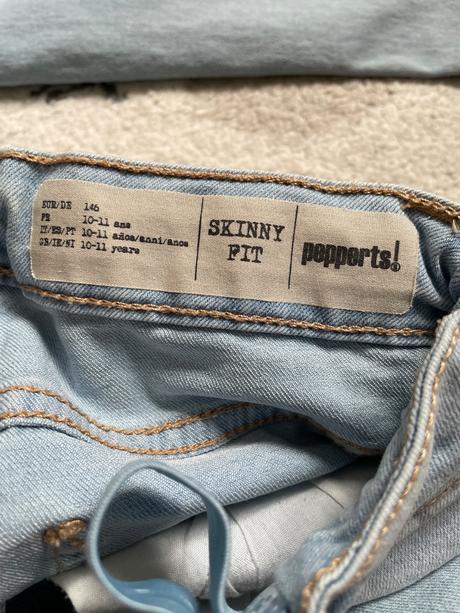 EUR/DE 146
FR 10-11 ans
IT/ES/PT 10-11 años/anni/anos
GB/IE/NI 10-11 years
SKINNY
FIT
pepperts!®